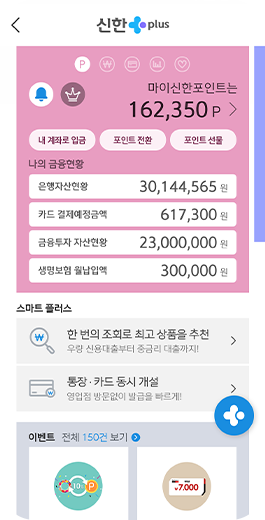 신한 plus
P
마이신한포인트는
162,350 P
내 계좌로 입금 포인트 전환 포인트 선물
나의 금융현황
은행자산현황 30,144,565 원
카드 결제예정금액 617,300 원
금융투자 자산현황 23,000,000 원
생명보험 월납입액 300,000 원
스마트 플러스
한 번의 조회로 최고 상품을 추천
우량 신용대출부터 중금리 대출까지!
통장·카드 동시 개설
영업점 방문없이 발급을 빠르게!
이벤트 전체 150건 보기
P
7,000